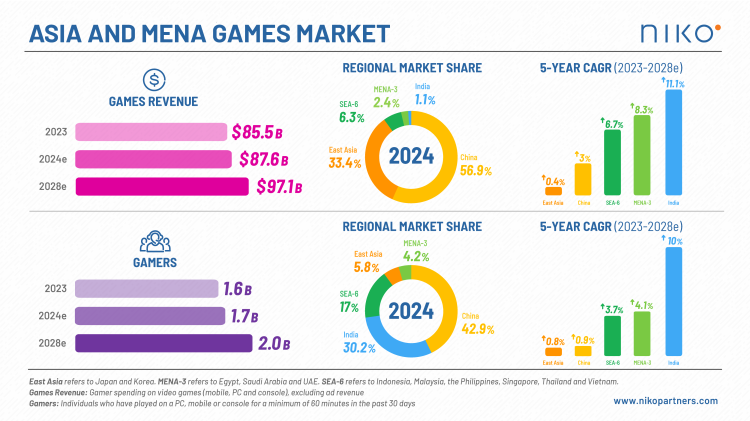 ASIA AND MENA GAMES MARKET
NIKO
GAMES REVENUE
2023
$85.5B
2024e
$87.6B
2028e
$97.1B
REGIONAL MARKET SHARE
India
1.1%
MENA-3
2.4%
SEA-6
6.3%
East Asia
33.4%
2024
China
56.9%
5-YEAR CAGR (2023-2028e)
↑0.4%
↑3%
↑6.7%
↑8.3%
↑11.1%
East Asia
China
SEA-6
MENA-3
India
GAMERS
2023
1.6B
2024e
1.7B
2028e
2.0B
REGIONAL MARKET SHARE
MENA-3
4.2%
East Asia
5.8%
SEA-6
17%
India
30.2%
2024
China
42.9%
5-YEAR CAGR (2023-2028e)
↑0.8%
↑0.9%
↑3.7%
↑4.1%
↑10%
East Asia
China
SEA-6
MENA-3
India
East Asia refers to Japan and Korea. MENA-3 refers to Egypt, Saudi Arabia and UAE. SEA-6 refers to Indonesia, Malaysia, the Philippines, Singapore, Thailand and Vietnam.
Games Revenue: Gamer spending on video games (mobile, PC and console), excluding ad revenue
Gamers: Individuals who have played on a PC, mobile or console for a minimum of 60 minutes in the past 30 days
www.nikopartners.com